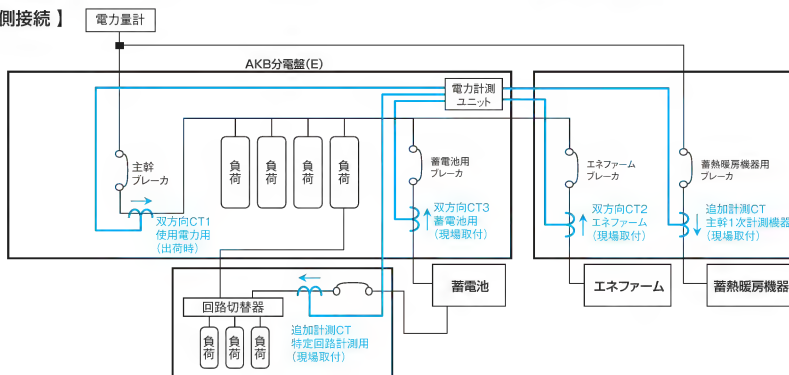 側接続 】
電力量計
AKB分電盤(E)
電力計測
ユニット
主幹
ブレーカ
負荷
負荷
負荷
負荷
蓄電池用
ブレーカ
エネファーム
ブレーカ
蓄熱暖房機器用
ブレーカ
双方向CT1
使用電力用
(出荷時)
双方向CT3
蓄電池用
(現場取付)
双方向CT2
エネファーム
(現場取付)
追加計測CT
主幹1次計測機器
(現場取付)
回路切替器
負荷
負荷
負荷
追加計測CT
特定回路計測用
(現場取付)
蓄電池
エネファーム
蓄熱暖房機器